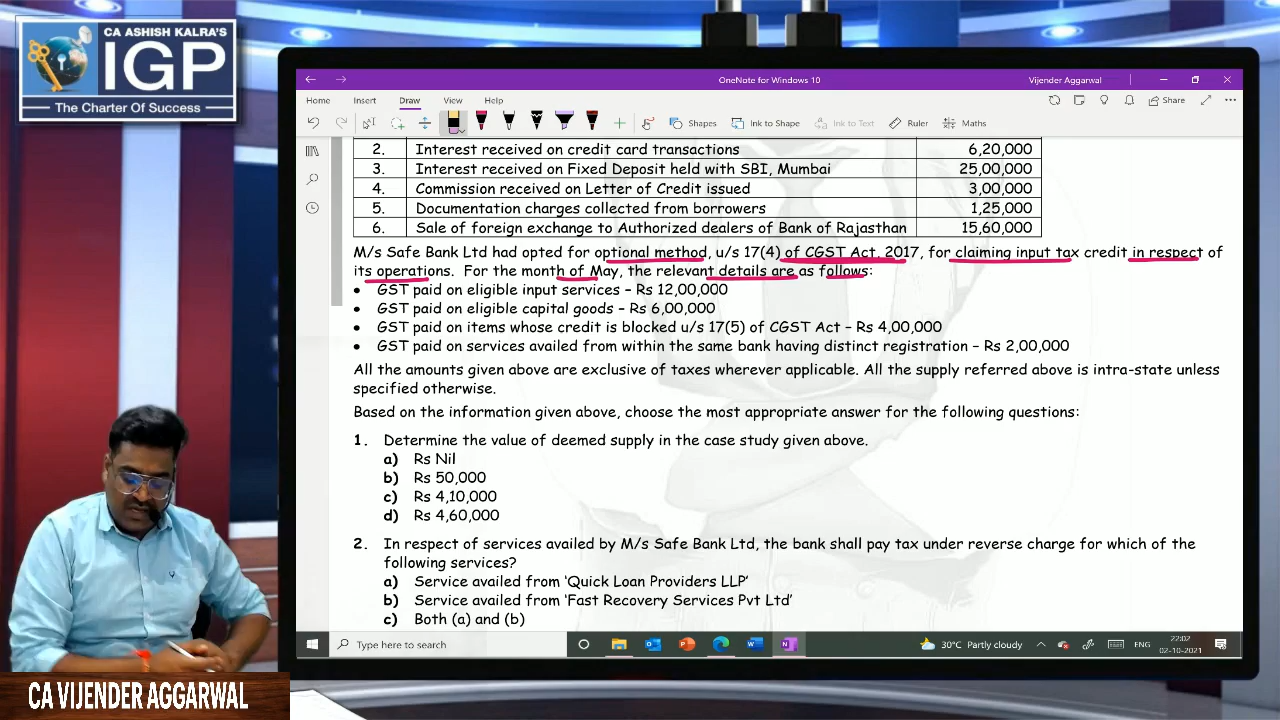 CA ASHISH KALRA'S
IGP
The Charter Of Success
OneNote for Windows 10
Vijender Aggarwal
Home Insert Draw View Help
Share
Shapes Ink to Shape Ink to Text Ruler Maths
2. Interest received on credit card transactions 6,20,000
3. Interest received on Fixed Deposit held with SBI, Mumbai 25,00,000
4. Commission received on Letter of Credit issued 3,00,000
5. Documentation charges collected from borrowers 1,25,000
6. Sale of foreign exchange to Authorized dealers of Bank of Rajasthan 15,60,000
M/s Safe Bank Ltd had opted for optional method, u/s 17(4) of CGST Act, 2017, for claiming input tax credit in respect of
its operations. For the month of May, the relevant details are as follows:
• GST paid on eligible input services – Rs 12,00,000
• GST paid on eligible capital goods – Rs 6,00,000
• GST paid on items whose credit is blocked u/s 17(5) of CGST Act – Rs 4,00,000
• GST paid on services availed from within the same bank having distinct registration – Rs 2,00,000
All the amounts given above are exclusive of taxes wherever applicable. All the supply referred above is intra-state unless
specified otherwise.
Based on the information given above, choose the most appropriate answer for the following questions:
1. Determine the value of deemed supply in the case study given above.
a) Rs Nil
b) Rs 50,000
c) Rs 4,10,000
d) Rs 4,60,000
2. In respect of services availed by M/s Safe Bank Ltd, the bank shall pay tax under reverse charge for which of the
following services?
a) Service availed from 'Quick Loan Providers LLP'
b) Service availed from 'Fast Recovery Services Pvt Ltd'
c) Both (a) and (b)
Type here to search
30°C Partly cloudy
ENG
22:02
02-10-2021
CA VIJENDER AGGARWAL